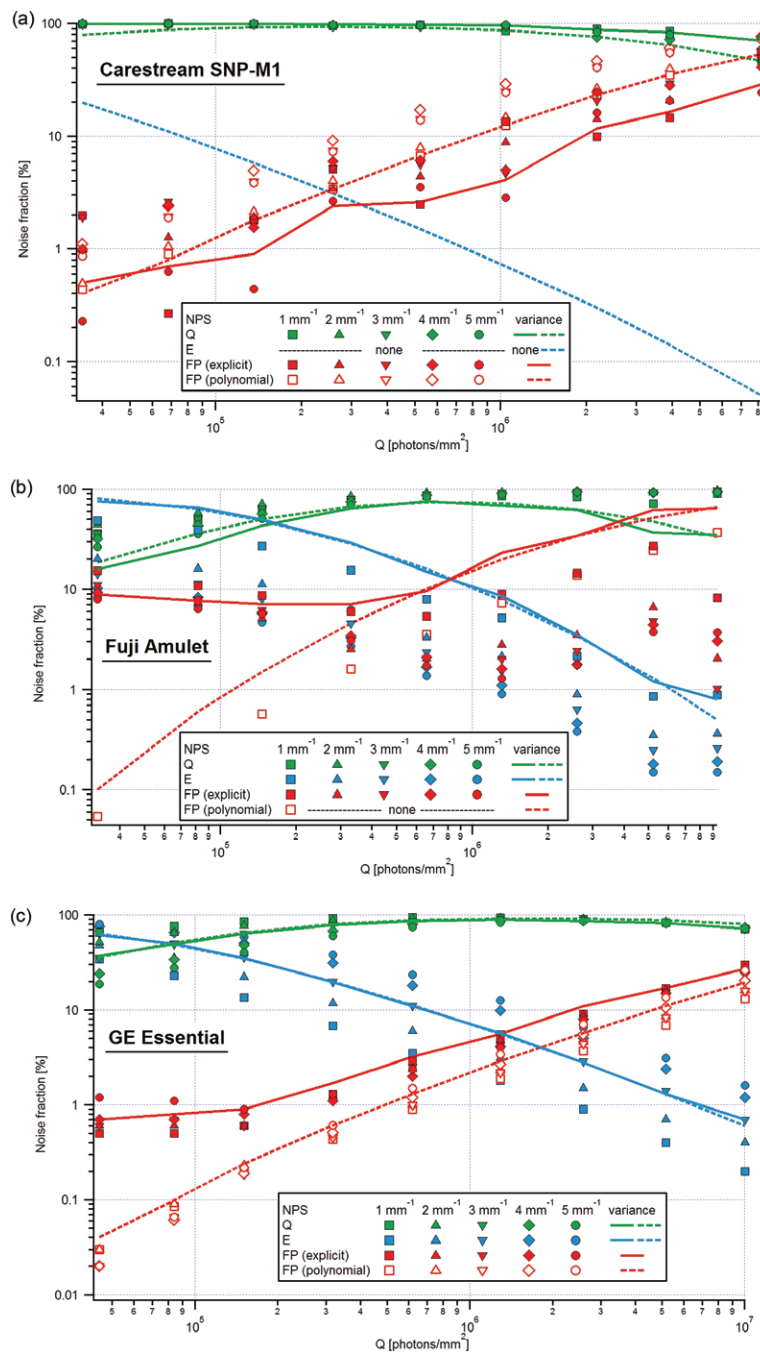 (a)
100
10
1
0.1
Noise fraction [%]
Carestream SNP-M1
NPS 1 mm⁻¹ 2 mm⁻¹ 3 mm⁻¹ 4 mm⁻¹ 5 mm⁻¹ variance
Q
E none none
FP (explicit)
FP (polynomial)
4 5 6 7 8 9 10⁵ 2 3 4 5 6 7 8 9 10⁶ 2 3 4 5 6 7 8
Q [photons/mm²]
(b)
100
10
1
0.1
Noise fraction [%]
Fuji Amulet
NPS 1 mm⁻¹ 2 mm⁻¹ 3 mm⁻¹ 4 mm⁻¹ 5 mm⁻¹ variance
Q
E
FP (explicit)
FP (polynomial) none
4 5 6 7 8 9 10⁵ 2 3 4 5 6 7 8 9 10⁶ 2 3 4 5 6 7 8 9
Q [photons/mm²]
(c)
100
10
1
0.1
0.01
Noise fraction [%]
GE Essential
NPS 1 mm⁻¹ 2 mm⁻¹ 3 mm⁻¹ 4 mm⁻¹ 5 mm⁻¹ variance
Q
E
FP (explicit)
FP (polynomial)
5 6 7 8 9 10⁵ 2 3 4 5 6 7 8 9 10⁶ 2 3 4 5 6 7 8 9 10⁷
Q [photons/mm²]